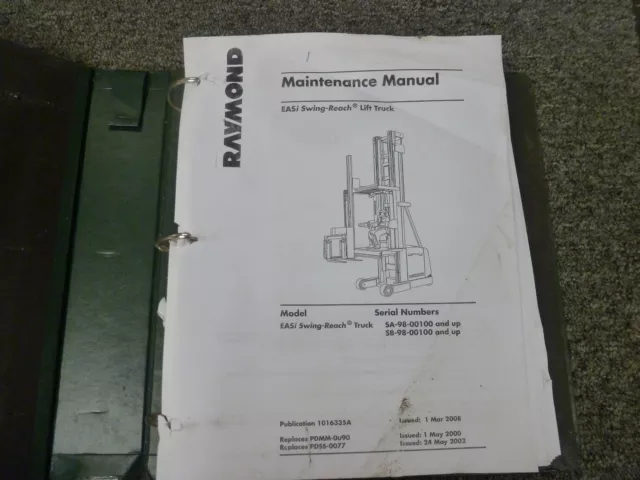 RAYMOND
Maintenance Manual
EASi Swing-Reach® Lift Truck
Model Serial Numbers
EASi Swing-Reach® Truck SA-98-00100 and up
SB-98-00100 and up
Publication 1016335A Issued: 1 Mar 2008
Replaces PDMM-0090 Issued: 1 May 2000
Replaces PDSS-0077 Issued: 24 May 2002